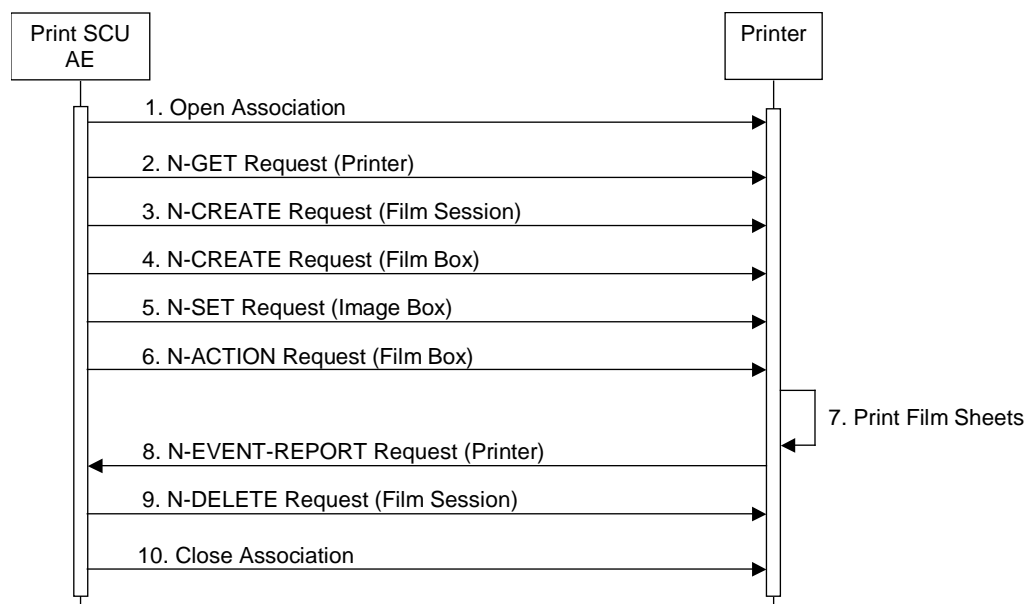 Print SCU
AE
Printer
1. Open Association
2. N-GET Request (Printer)
3. N-CREATE Request (Film Session)
4. N-CREATE Request (Film Box)
5. N-SET Request (Image Box)
6. N-ACTION Request (Film Box)
7. Print Film Sheets
8. N-EVENT-REPORT Request (Printer)
9. N-DELETE Request (Film Session)
10. Close Association